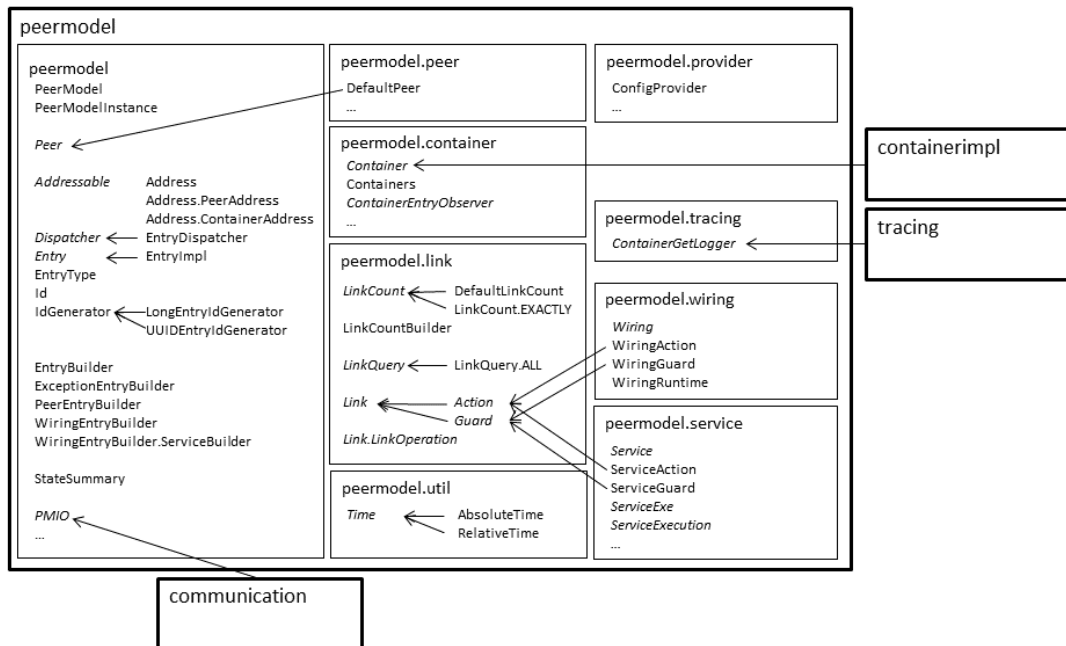 peermodel
peermodel
PeerModel
PeerModelInstance
Peer
Addressable Address
Address.PeerAddress
Address.ContainerAddress
Dispatcher EntryDispatcher
Entry EntryImpl
EntryType
Id
IdGenerator LongEntryIdGenerator
UUIDEntryIdGenerator
EntryBuilder
ExceptionEntryBuilder
PeerEntryBuilder
WiringEntryBuilder
WiringEntryBuilder.ServiceBuilder
StateSummary
PMIO
...
peermodel.peer
DefaultPeer
...
peermodel.container
Container
Containers
ContainerEntryObserver
...
peermodel.link
LinkCount DefaultLinkCount
LinkCount.EXACTLY
LinkCountBuilder
LinkQuery LinkQuery.ALL
Link Action
Guard
Link.LinkOperation
peermodel.util
Time AbsoluteTime
RelativeTime
peermodel.provider
ConfigProvider
...
peermodel.tracing
ContainerGetLogger
peermodel.wiring
Wiring
WiringAction
WiringGuard
WiringRuntime
peermodel.service
Service
ServiceAction
ServiceGuard
ServiceExe
ServiceExecution
...
containerimpl
tracing
communication